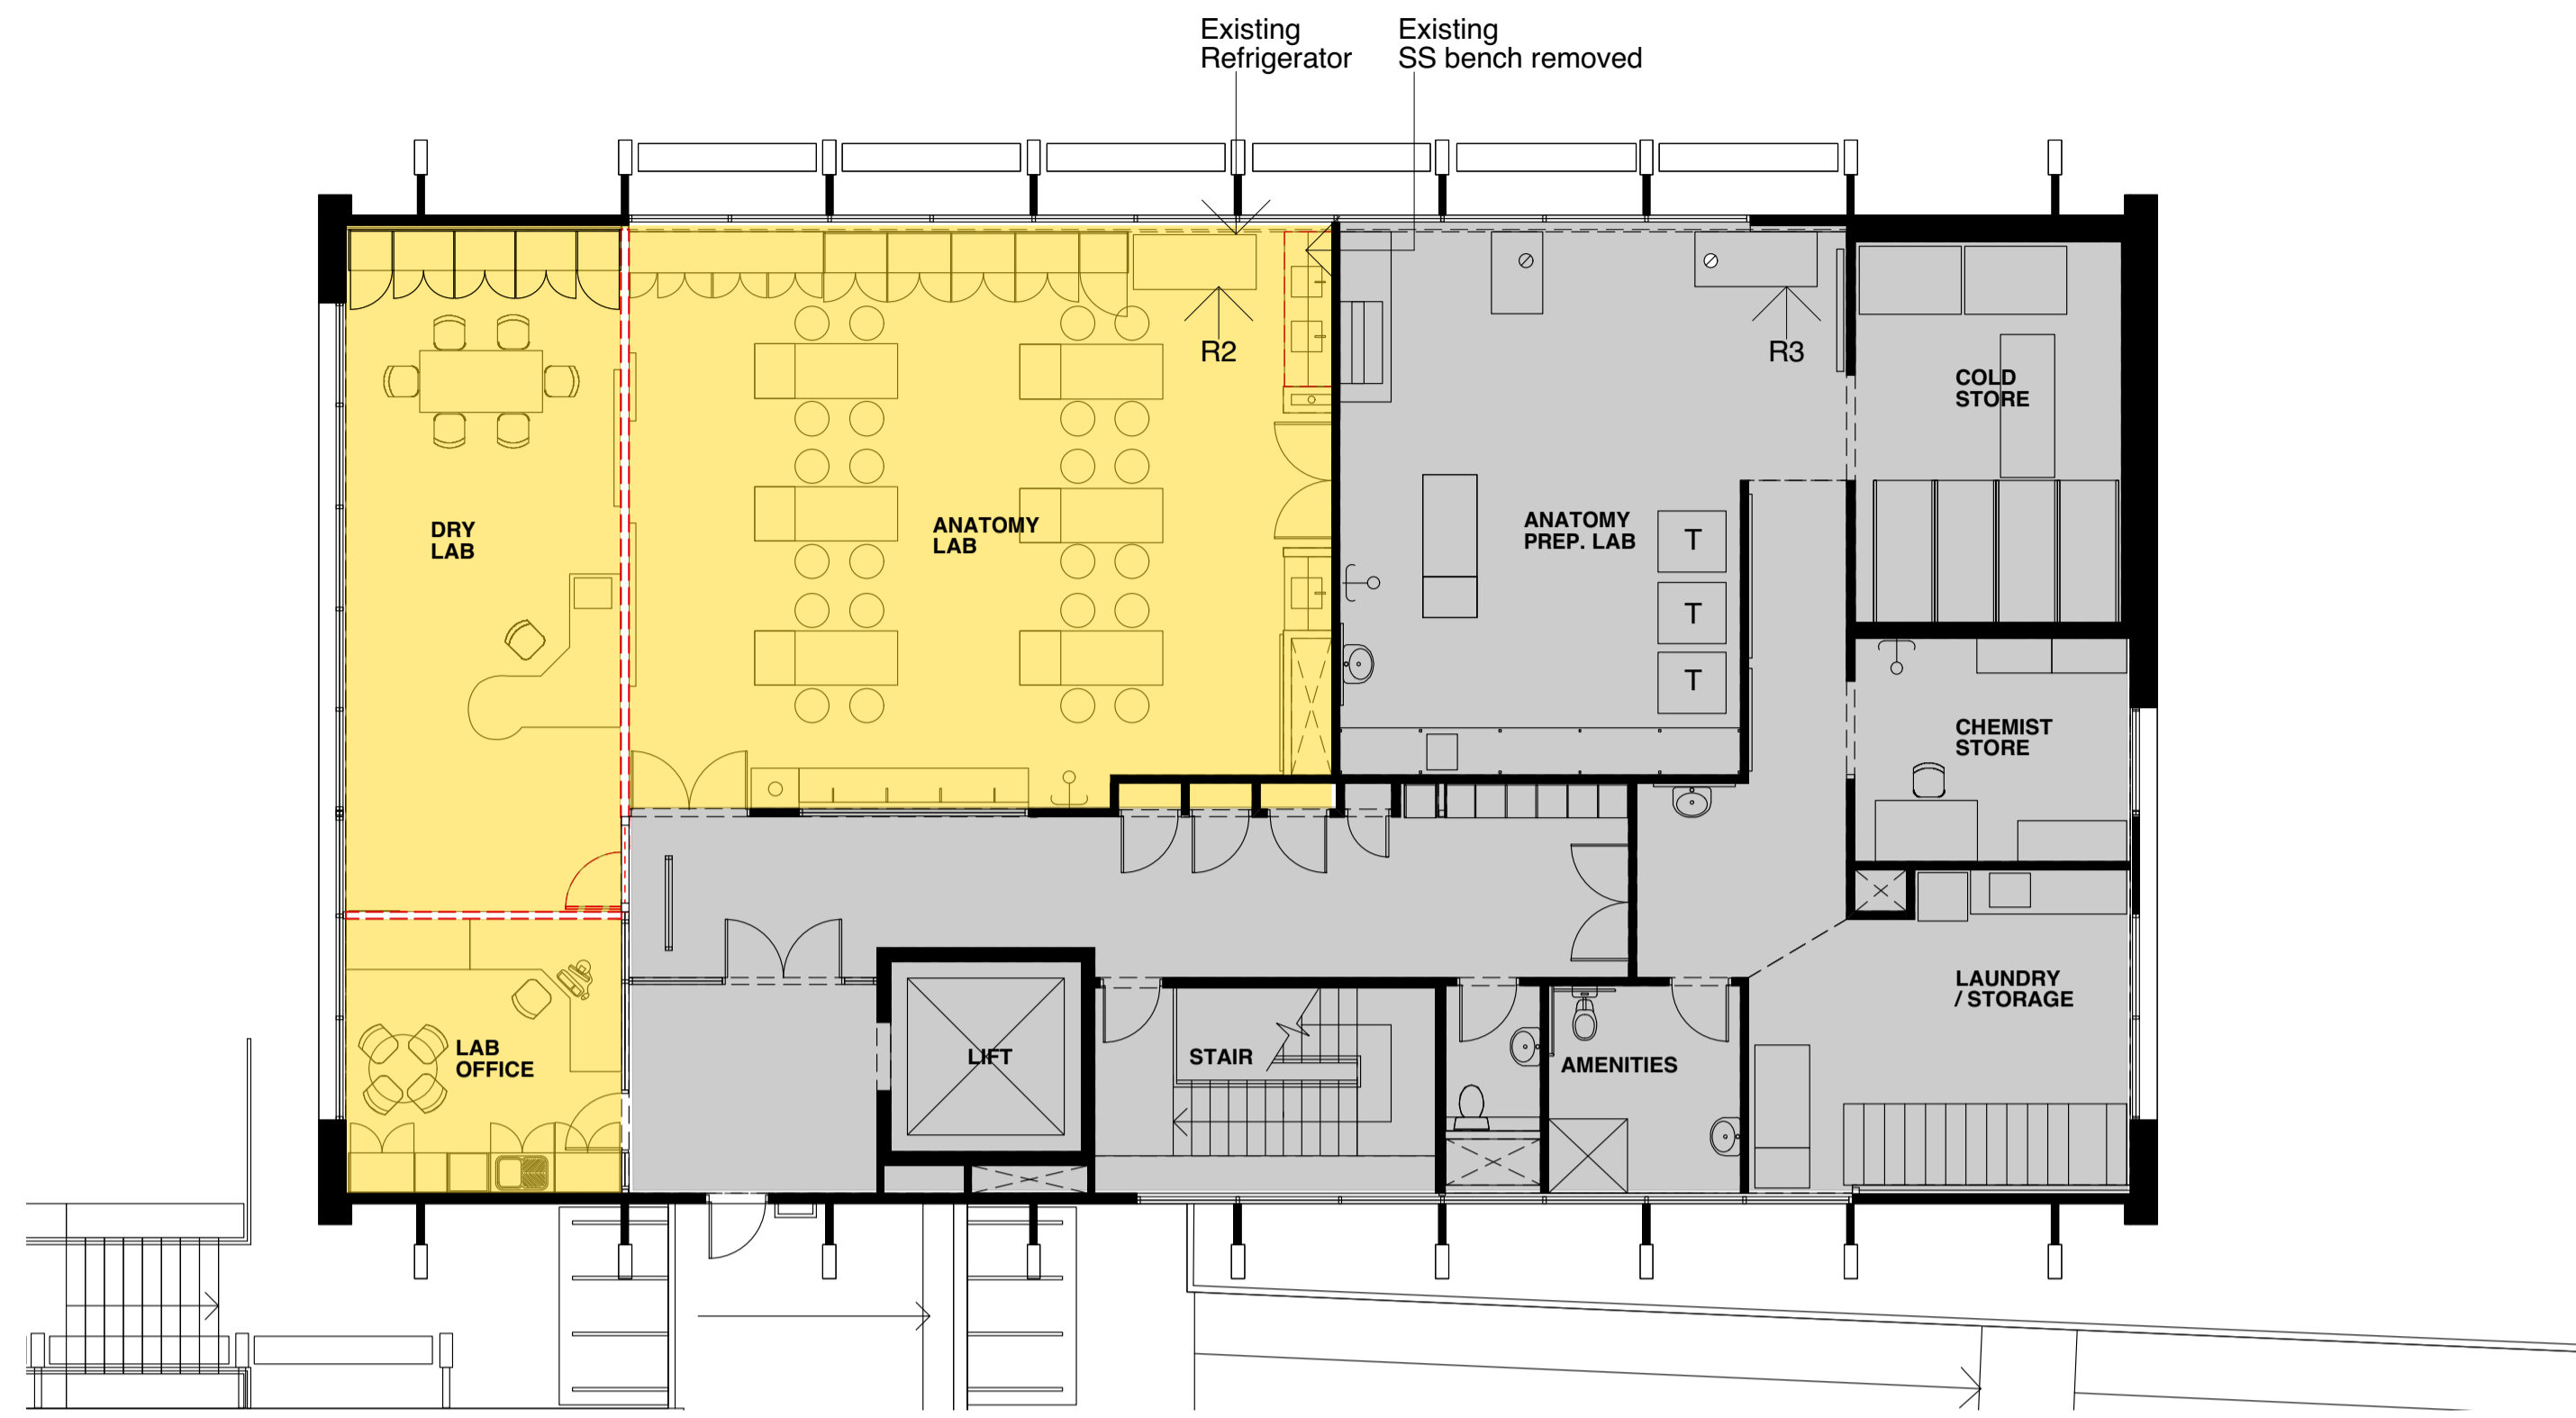 Existing
Refrigerator
Existing
SS bench removed
R2
R3
COLD
STORE
DRY
LAB
ANATOMY
LAB
ANATOMY
PREP. LAB
T
T
T
CHEMIST
STORE
LAUNDRY
/ STORAGE
LAB
OFFICE
LIFT
STAIR
AMENITIES